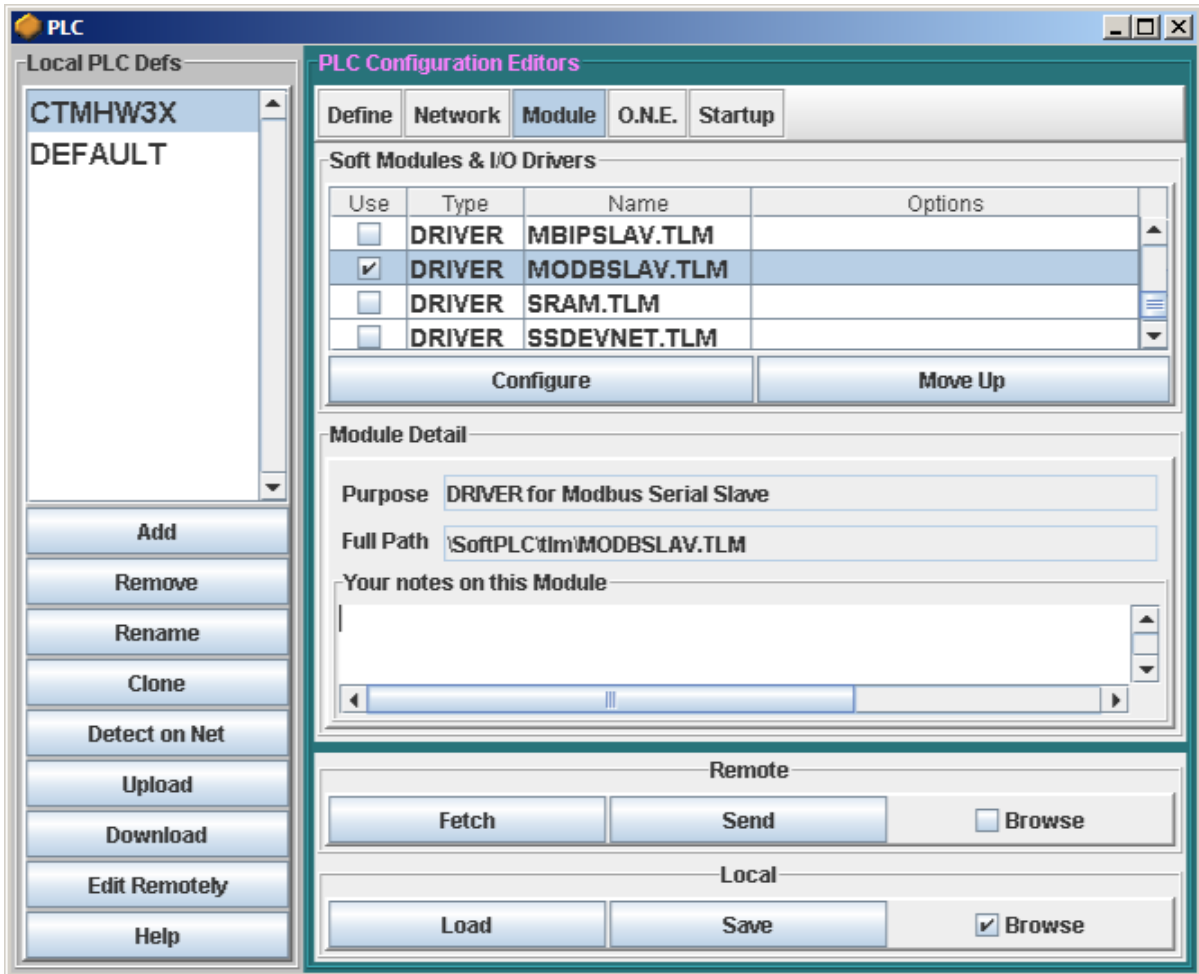 PLC
Local PLC Defs
CTMHW3X
DEFAULT
Add
Remove
Rename
Clone
Detect on Net
Upload
Download
Edit Remotely
Help
PLC Configuration Editors
Define Network Module O.N.E. Startup
Soft Modules & I/O Drivers
Use Type Name Options
DRIVER MBIPSLAV.TLM
DRIVER MODBSLAV.TLM
DRIVER SRAM.TLM
DRIVER SSDEVNET.TLM
Configure Move Up
Module Detail
Purpose DRIVER for Modbus Serial Slave
Full Path \SoftPLC\tlm\MODBSLAV.TLM
Your notes on this Module
Remote
Fetch Send Browse
Local
Load Save Browse